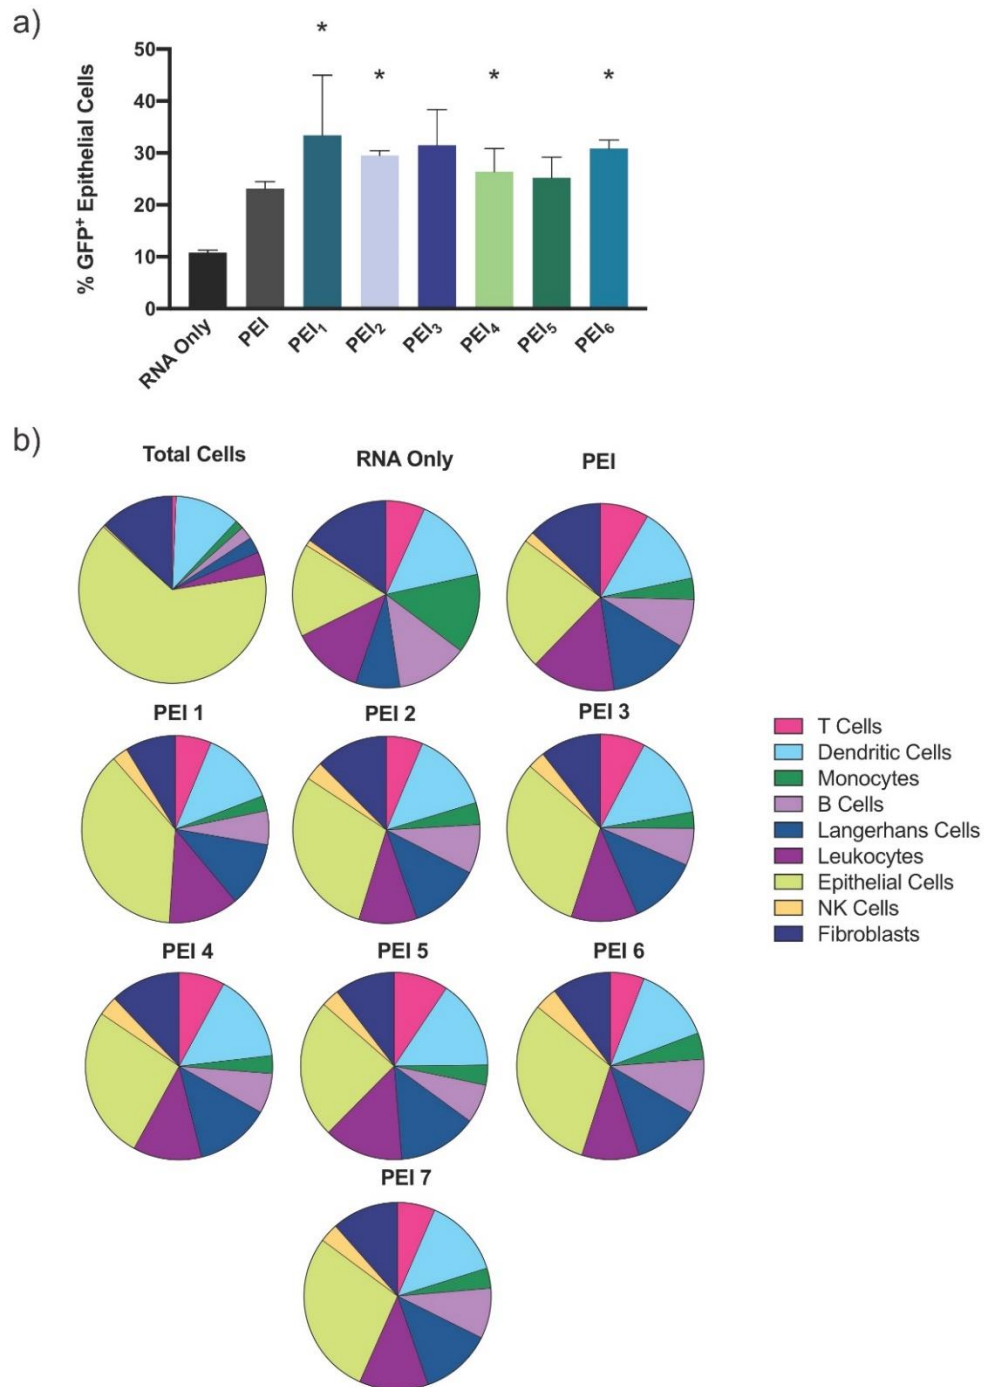 a)
% GFP⁺ Epithelial Cells
50
40
30
20
10
0
*
*
*
*
RNA Only
PEI
PEI₁
PEI₂
PEI₃
PEI₄
PEI₅
PEI₆
b)
Total Cells
RNA Only
PEI
PEI 1
PEI 2
PEI 3
T Cells
Dendritic Cells
Monocytes
B Cells
Langerhans Cells
Leukocytes
Epithelial Cells
NK Cells
Fibroblasts
PEI 4
PEI 5
PEI 6
PEI 7